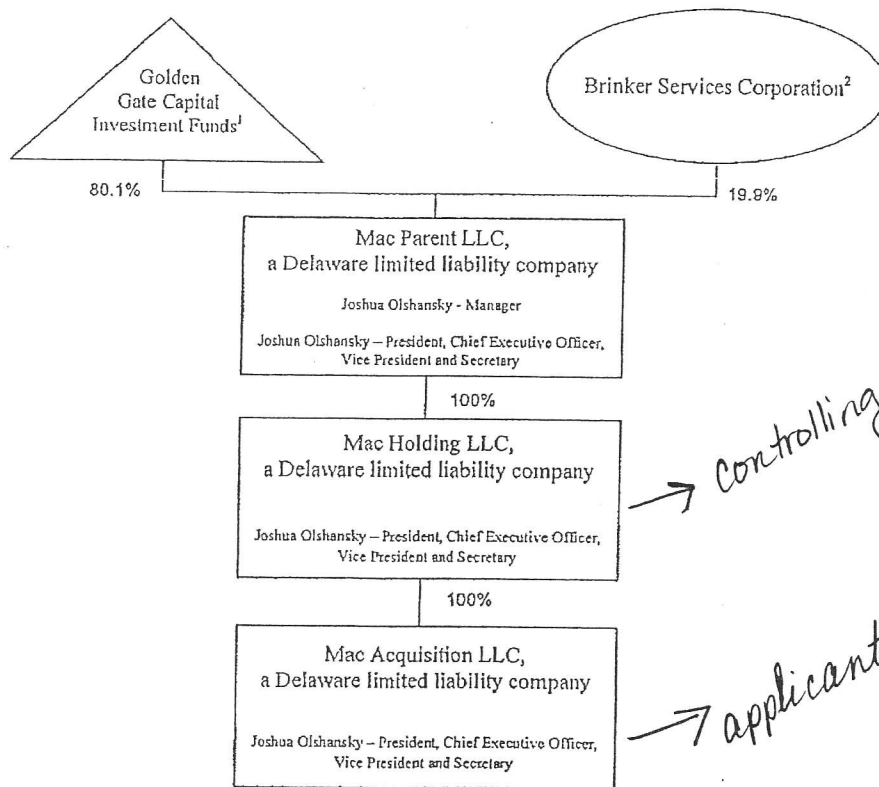 Golden
Gate Capital
Investment Funds¹
Brinker Services Corporation²
80.1%
19.9%
Mac Parent LLC,
a Delaware limited liability company
Joshua Olshansky - Manager
Joshua Olshansky – President, Chief Executive Officer,
Vice President and Secretary
100%
Mac Holding LLC,
a Delaware limited liability company
controlling
Joshua Olshansky – President, Chief Executive Officer,
Vice President and Secretary
100%
Mac Acquisition LLC,
a Delaware limited liability company
applicant
Joshua Olshansky – President, Chief Executive Officer,
Vice President and Secretary